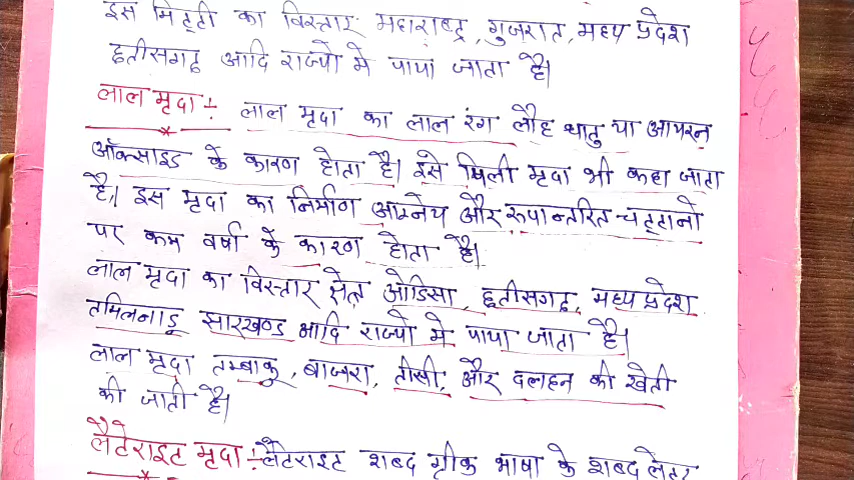 इस मिट्टी का विस्तार महाराष्ट्र, गुजरात, मध्य प्रदेश
छतीसगढ़ आदि राज्यो मे पाया जाता है।
लाल मृदा :- लाल मृदा का लाल रंग लौह धातु या आयरन
ऑक्साइड के कारण होता है। इसे पिली मृदा भी कहा जाता
है। इस मृदा का निर्माण आग्नेय और रुपान्तरित चट्टानो
पर कम वर्षा के कारण होता है।
लाल मृदा का विस्तार ओडिसा, छतीसगढ़, मध्य प्रदेश
तमिलनाडू झारखण्ड आदि राज्यो मे पाया जाता है।
लाल मृदा तम्बाकू, बाजरा, तीसी, और दलहन की खेती
की जाती है।
लैटेराइट मृदा :- लैटेराइट शब्द ग्रीक भाषा के शब्द लेटर